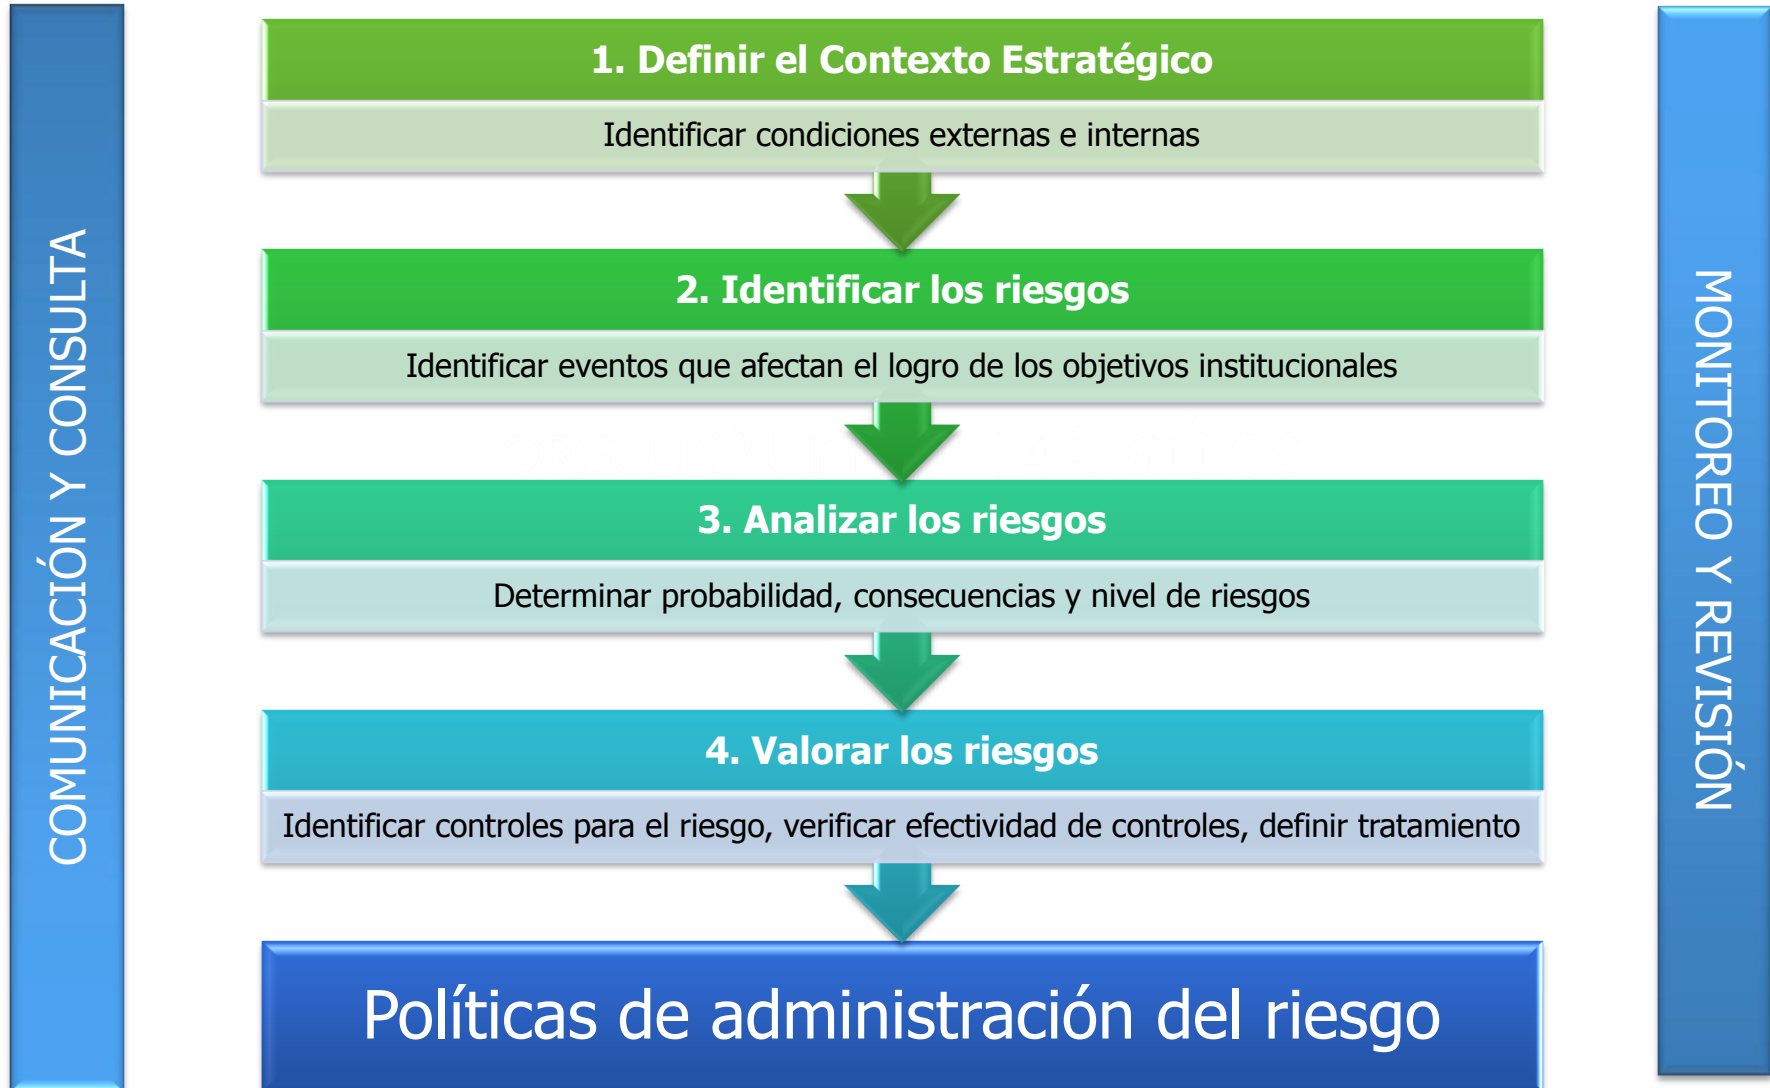 COMUNICACIÓN Y CONSULTA
1. Definir el Contexto Estratégico
Identificar condiciones externas e internas
2. Identificar los riesgos
Identificar eventos que afectan el logro de los objetivos institucionales
3. Analizar los riesgos
Determinar probabilidad, consecuencias y nivel de riesgos
4. Valorar los riesgos
Identificar controles para el riesgo, verificar efectividad de controles, definir tratamiento
Políticas de administración del riesgo
MONITOREO Y REVISIÓN